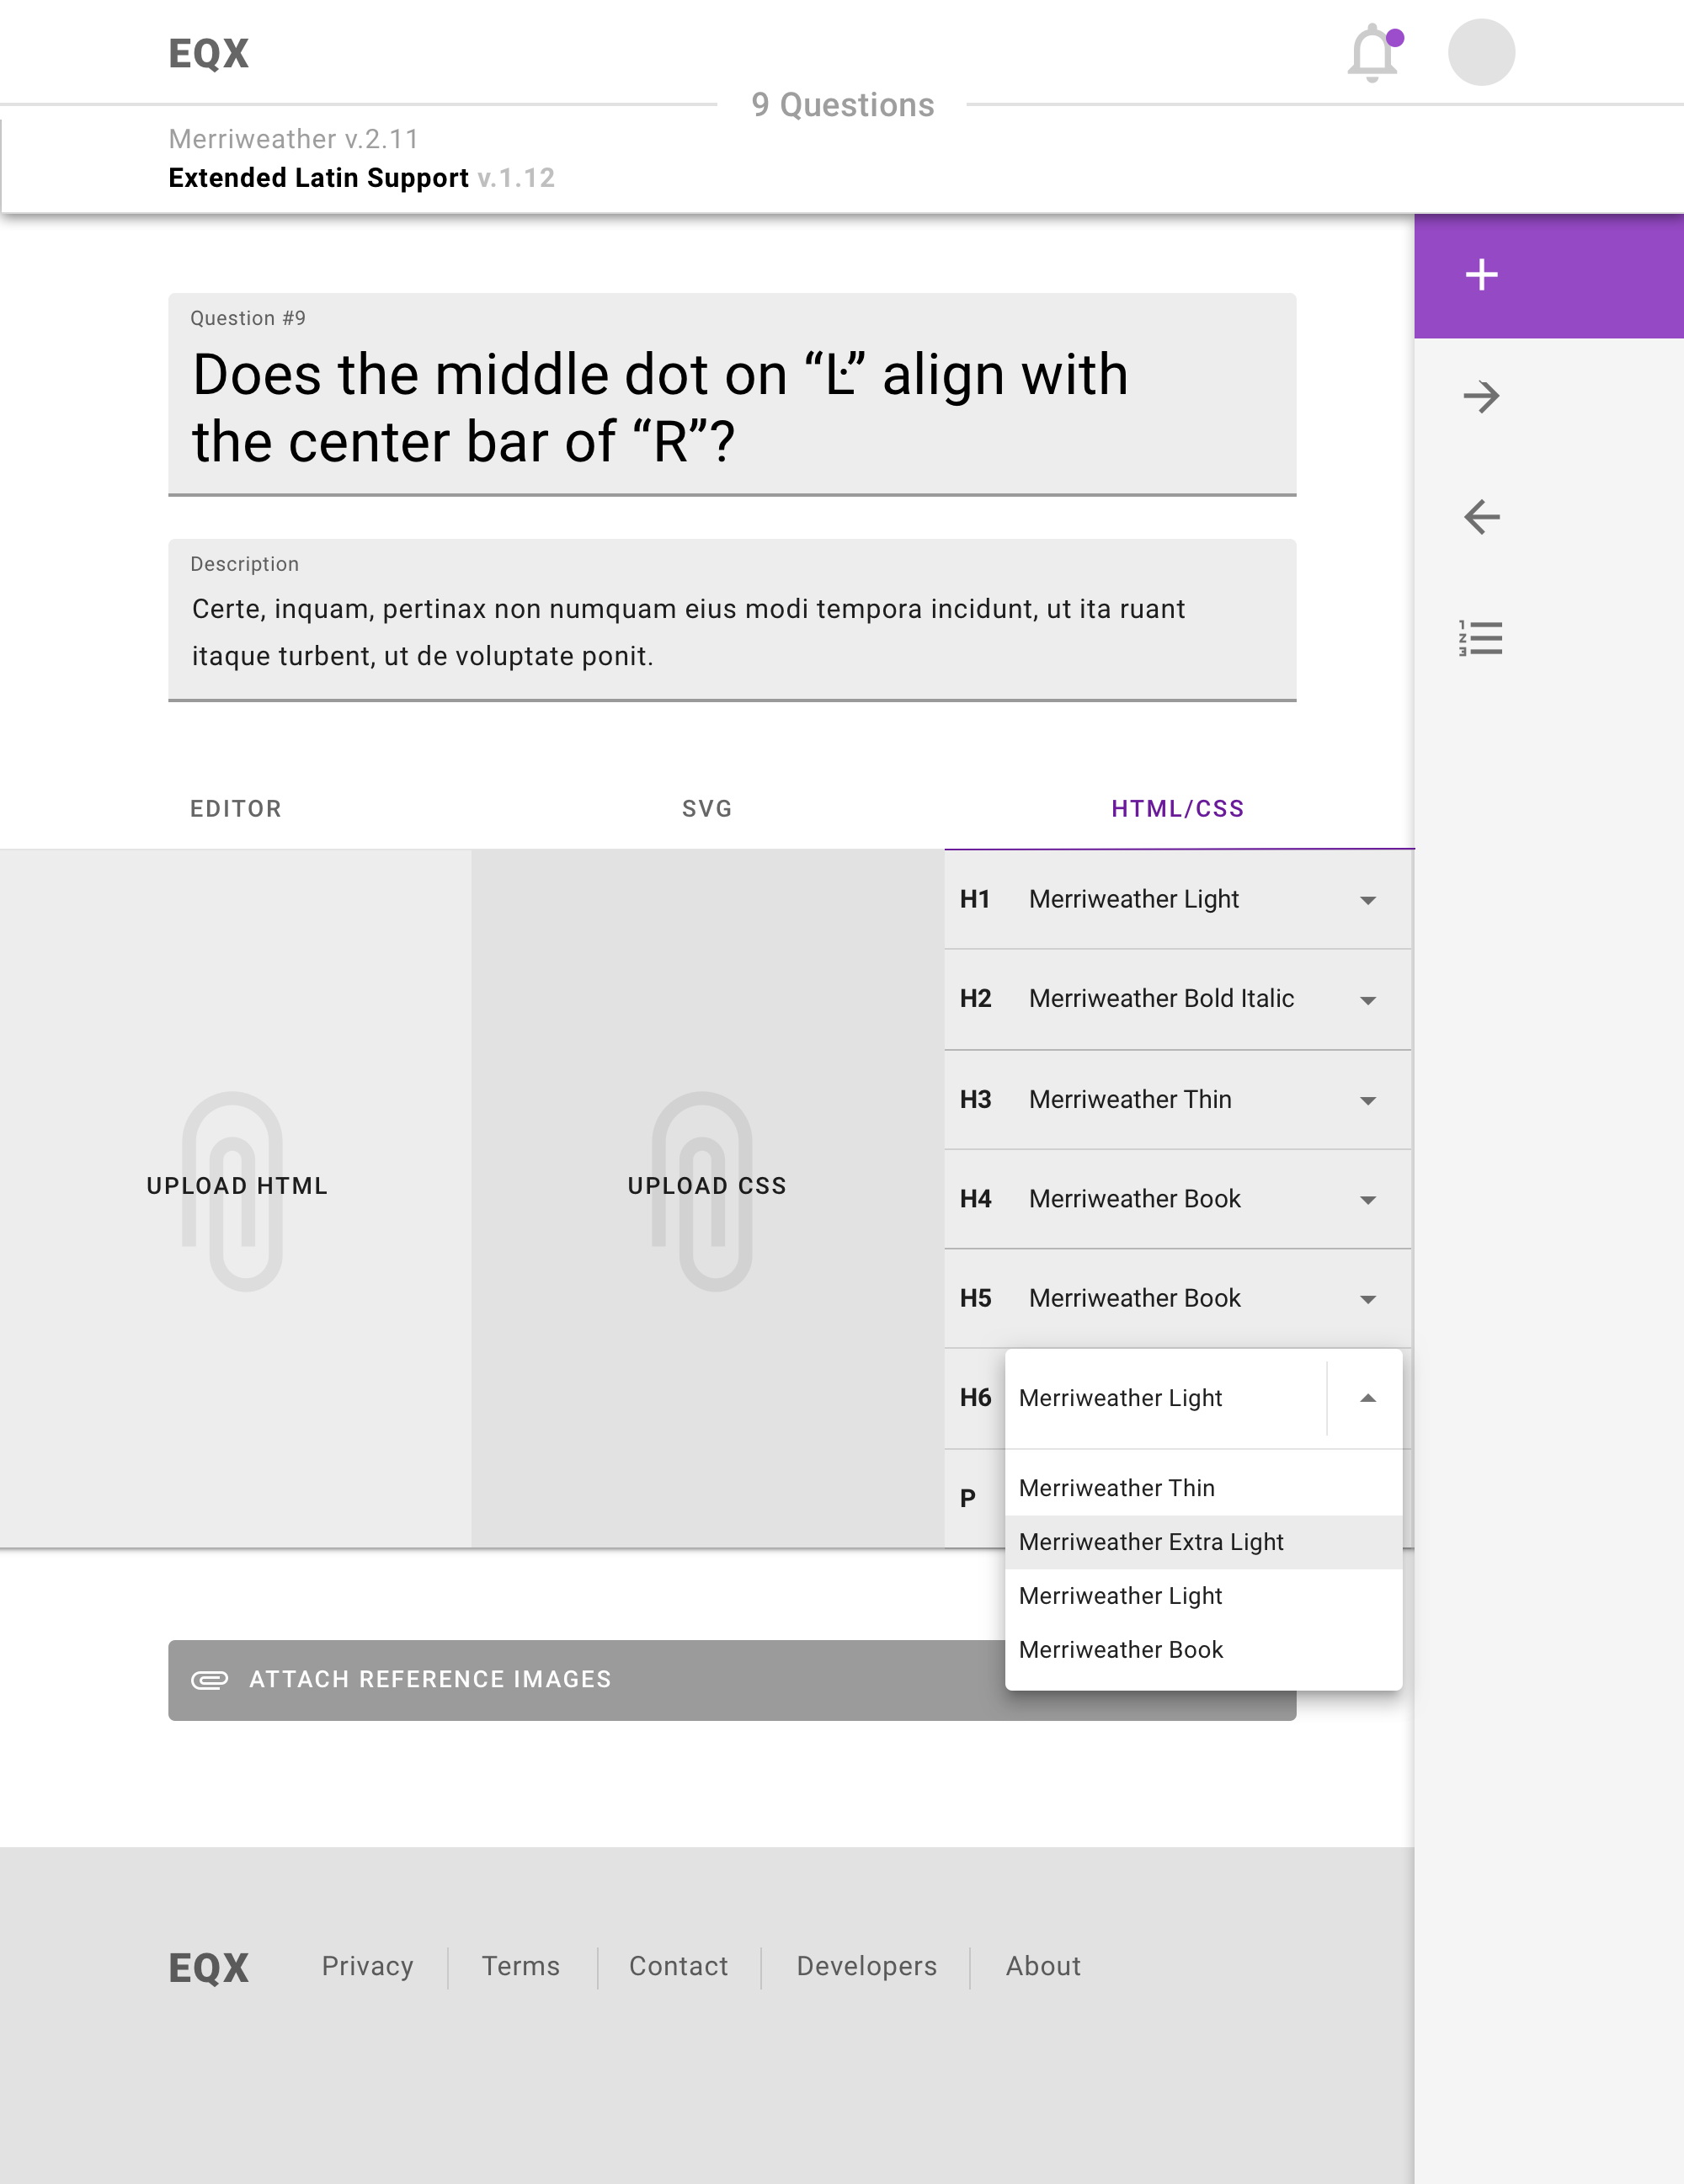 EQX
9 Questions
Merriweather v.2.11
Extended Latin Support v.1.12
Question #9
Does the middle dot on “Ŀ” align with
the center bar of “R”?
Description
Certe, inquam, pertinax non numquam eius modi tempora incidunt, ut ita ruant
itaque turbent, ut de voluptate ponit.
1
2
3
EDITOR SVG HTML/CSS
UPLOAD HTML
UPLOAD CSS
H1 Merriweather Light
H2 Merriweather Bold Italic
H3 Merriweather Thin
H4 Merriweather Book
H5 Merriweather Book
H6 Merriweather Light
P
Merriweather Thin
Merriweather Extra Light
Merriweather Light
Merriweather Book
ATTACH REFERENCE IMAGES
EQX Privacy Terms Contact Developers About